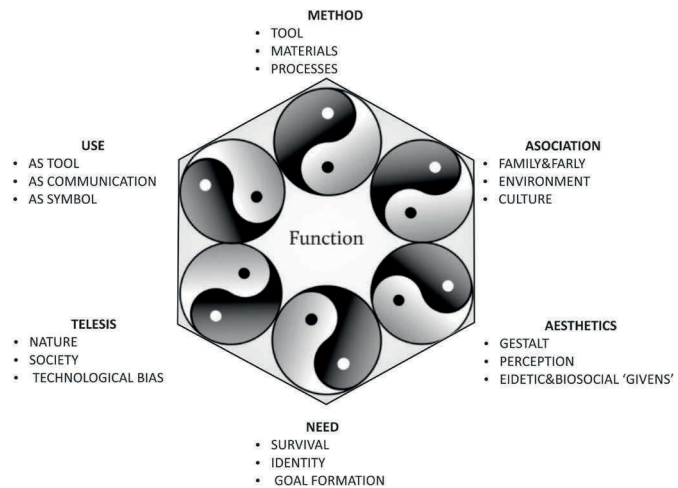 METHOD
• TOOL
• MATERIALS
• PROCESSES
USE
• AS TOOL
• AS COMMUNICATION
• AS SYMBOL
ASOCIATION
• FAMILY&FARLY
• ENVIRONMENT
• CULTURE
Function
TELESIS
• NATURE
• SOCIETY
• TECHNOLOGICAL BIAS
AESTHETICS
• GESTALT
• PERCEPTION
• EIDETIC&BIOSOCIAL ‘GIVENS’
NEED
• SURVIVAL
• IDENTITY
• GOAL FORMATION